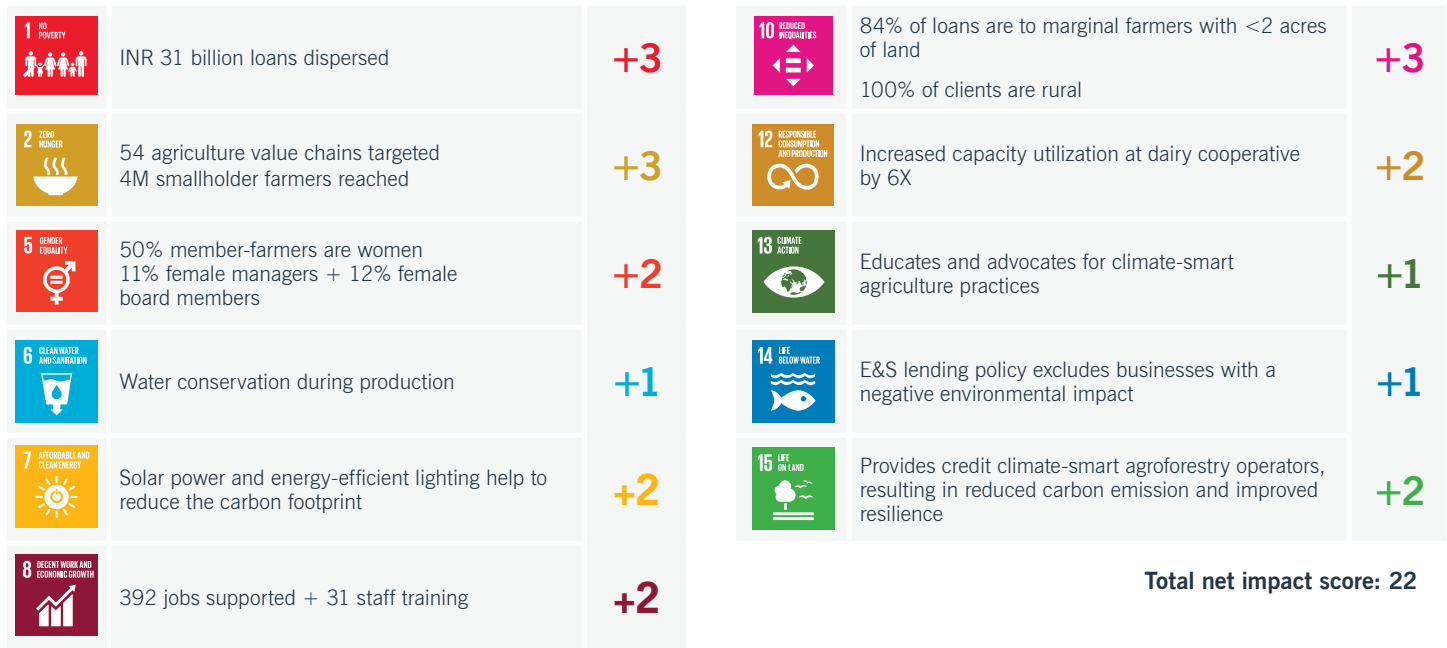 1 NO
POVERTY
INR 31 billion loans dispersed
+3
2 ZERO
HUNGER
54 agriculture value chains targeted
4M smallholder farmers reached
+3
5 GENDER
EQUALITY
50% member-farmers are women
11% female managers + 12% female
board members
+2
6 CLEAN WATER
AND SANITATION
Water conservation during production
+1
7 AFFORDABLE AND
CLEAN ENERGY
Solar power and energy-efficient lighting help to
reduce the carbon footprint
+2
8 DECENT WORK AND
ECONOMIC GROWTH
392 jobs supported + 31 staff training
+2
10 REDUCED
INEQUALITIES
84% of loans are to marginal farmers with <2 acres
of land
100% of clients are rural
+3
12 RESPONSIBLE
CONSUMPTION
AND PRODUCTION
Increased capacity utilization at dairy cooperative
by 6X
+2
13 CLIMATE
ACTION
Educates and advocates for climate-smart
agriculture practices
+1
14 LIFE
BELOW WATER
E&S lending policy excludes businesses with a
negative environmental impact
+1
15 LIFE
ON LAND
Provides credit climate-smart agroforestry operators,
resulting in reduced carbon emission and improved
resilience
+2
Total net impact score: 22